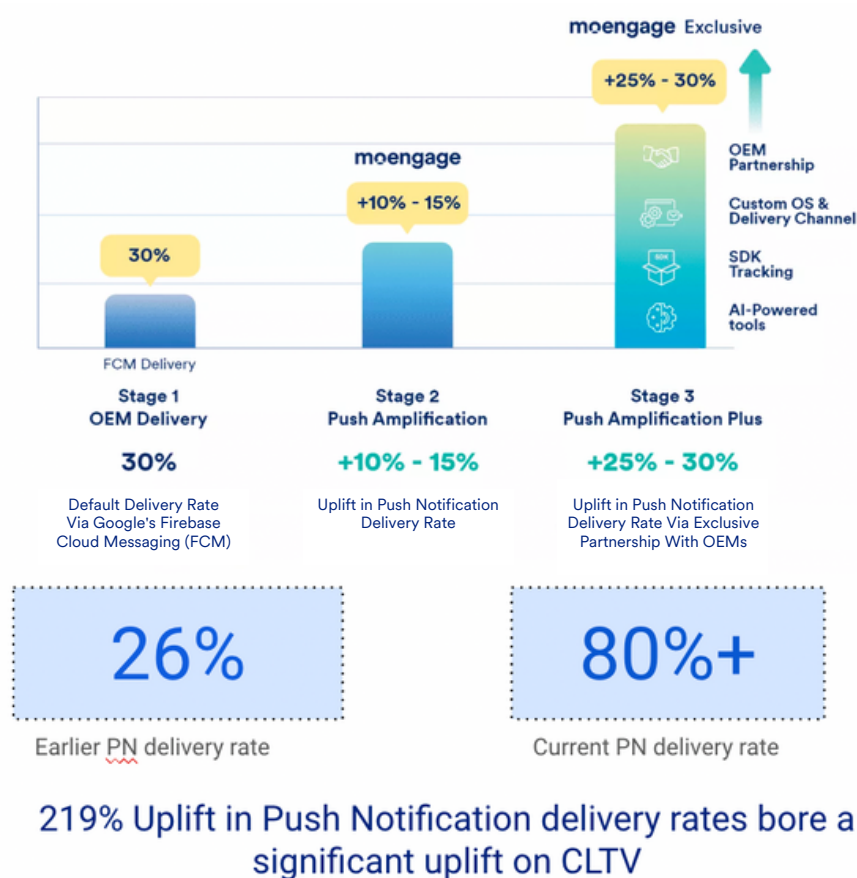 moengage Exclusive
+25% - 30%
moengage
+10% - 15%
30%
OEM
Partnership
Custom OS &
Delivery Channel
SDK
SDK
Tracking
AI-Powered
tools
FCM Delivery
Stage 1
OEM Delivery
30%
Default Delivery Rate
Via Google's Firebase
Cloud Messaging (FCM)
Stage 2
Push Amplification
+10% - 15%
Uplift in Push Notification
Delivery Rate
Stage 3
Push Amplification Plus
+25% - 30%
Uplift in Push Notification
Delivery Rate Via Exclusive
Partnership With OEMs
26%
Earlier PN delivery rate
80%+
Current PN delivery rate
219% Uplift in Push Notification delivery rates bore a
significant uplift on CLTV